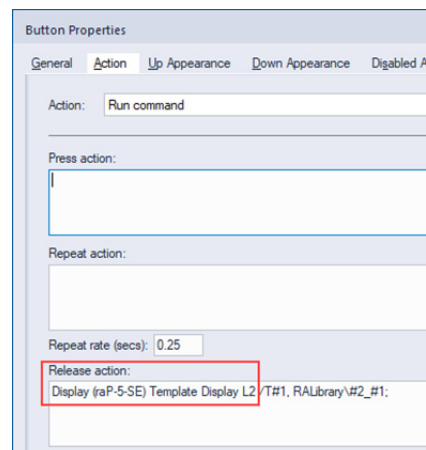 Button Properties
General Action Up Appearance Down Appearance Disabled A
Action: Run command
Press action:
Repeat action:
Repeat rate (secs): 0.25
Release action:
Display (raP-5-SE) Template Display L2 /T#1, RALibrary\#2_#1;